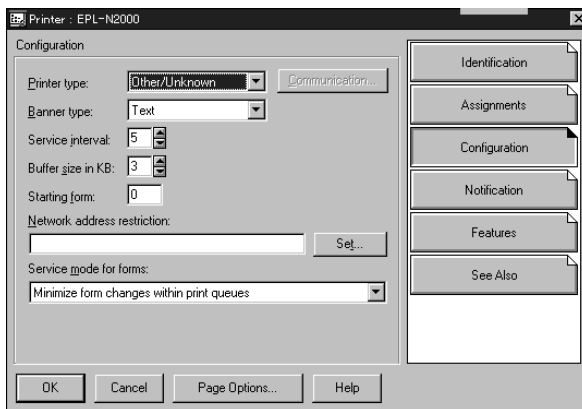 Printer : EPL-N2000
Configuration
Printer type: Other/Unknown Communication...
Banner type: Text
Service interval: 5
Buffer size in KB: 3
Starting form: 0
Network address restriction:
Set...
Service mode for forms:
Minimize form changes within print queues
Identification
Assignments
Configuration
Notification
Features
See Also
OK Cancel Page Options... Help